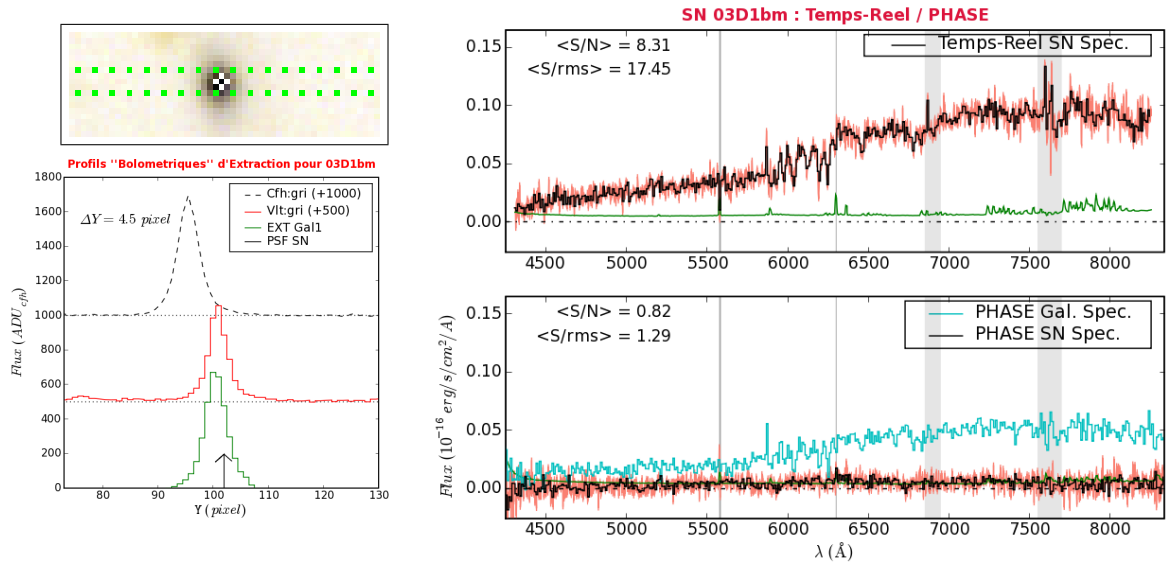 SN 03D1bm : Temps-Reel / PHASE
Profils ''Bolometriques'' d'Extraction pour 03D1bm
1800
1600
1400
1200
1000
800
600
400
200
0
Flux (ADU_cfh)
ΔY = 4.5 pixel
Cfh:gri (+1000)
Vlt:gri (+500)
EXT Gal1
PSF SN
80 90 100 110 120 130
Y (pixel)
0.15
0.10
0.05
0.00
<S/N> = 8.31
<S/rms> = 17.45
Temps-Reel SN Spec.
4500 5000 5500 6000 6500 7000 7500 8000
0.15
0.10
0.05
0.00
Flux (10⁻¹⁶ erg/s/cm²/A)
<S/N> = 0.82
<S/rms> = 1.29
PHASE Gal. Spec.
PHASE SN Spec.
4500 5000 5500 6000 6500 7000 7500 8000
λ (Å)